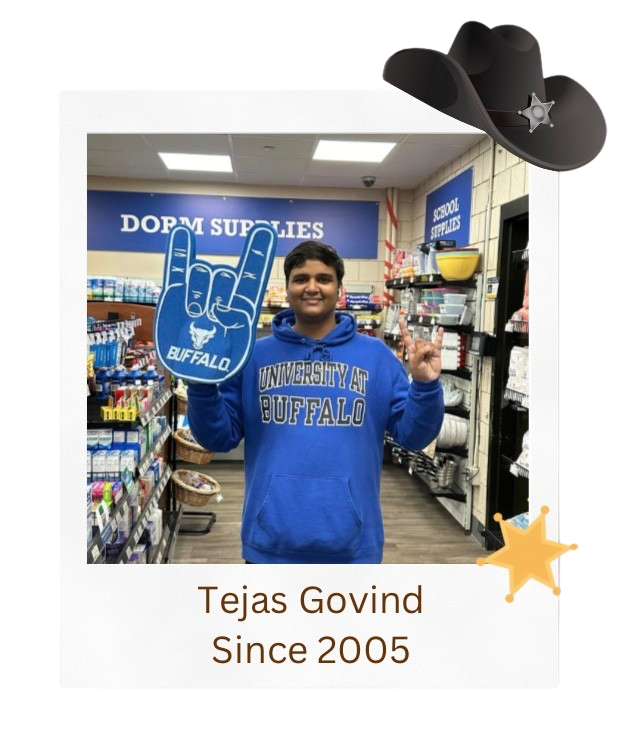 DORM SUPPLIES
SCHOOL
SUPPLIES
BUFFALO
UNIVERSITY AT
BUFFALO
Tejas Govind
Since 2005